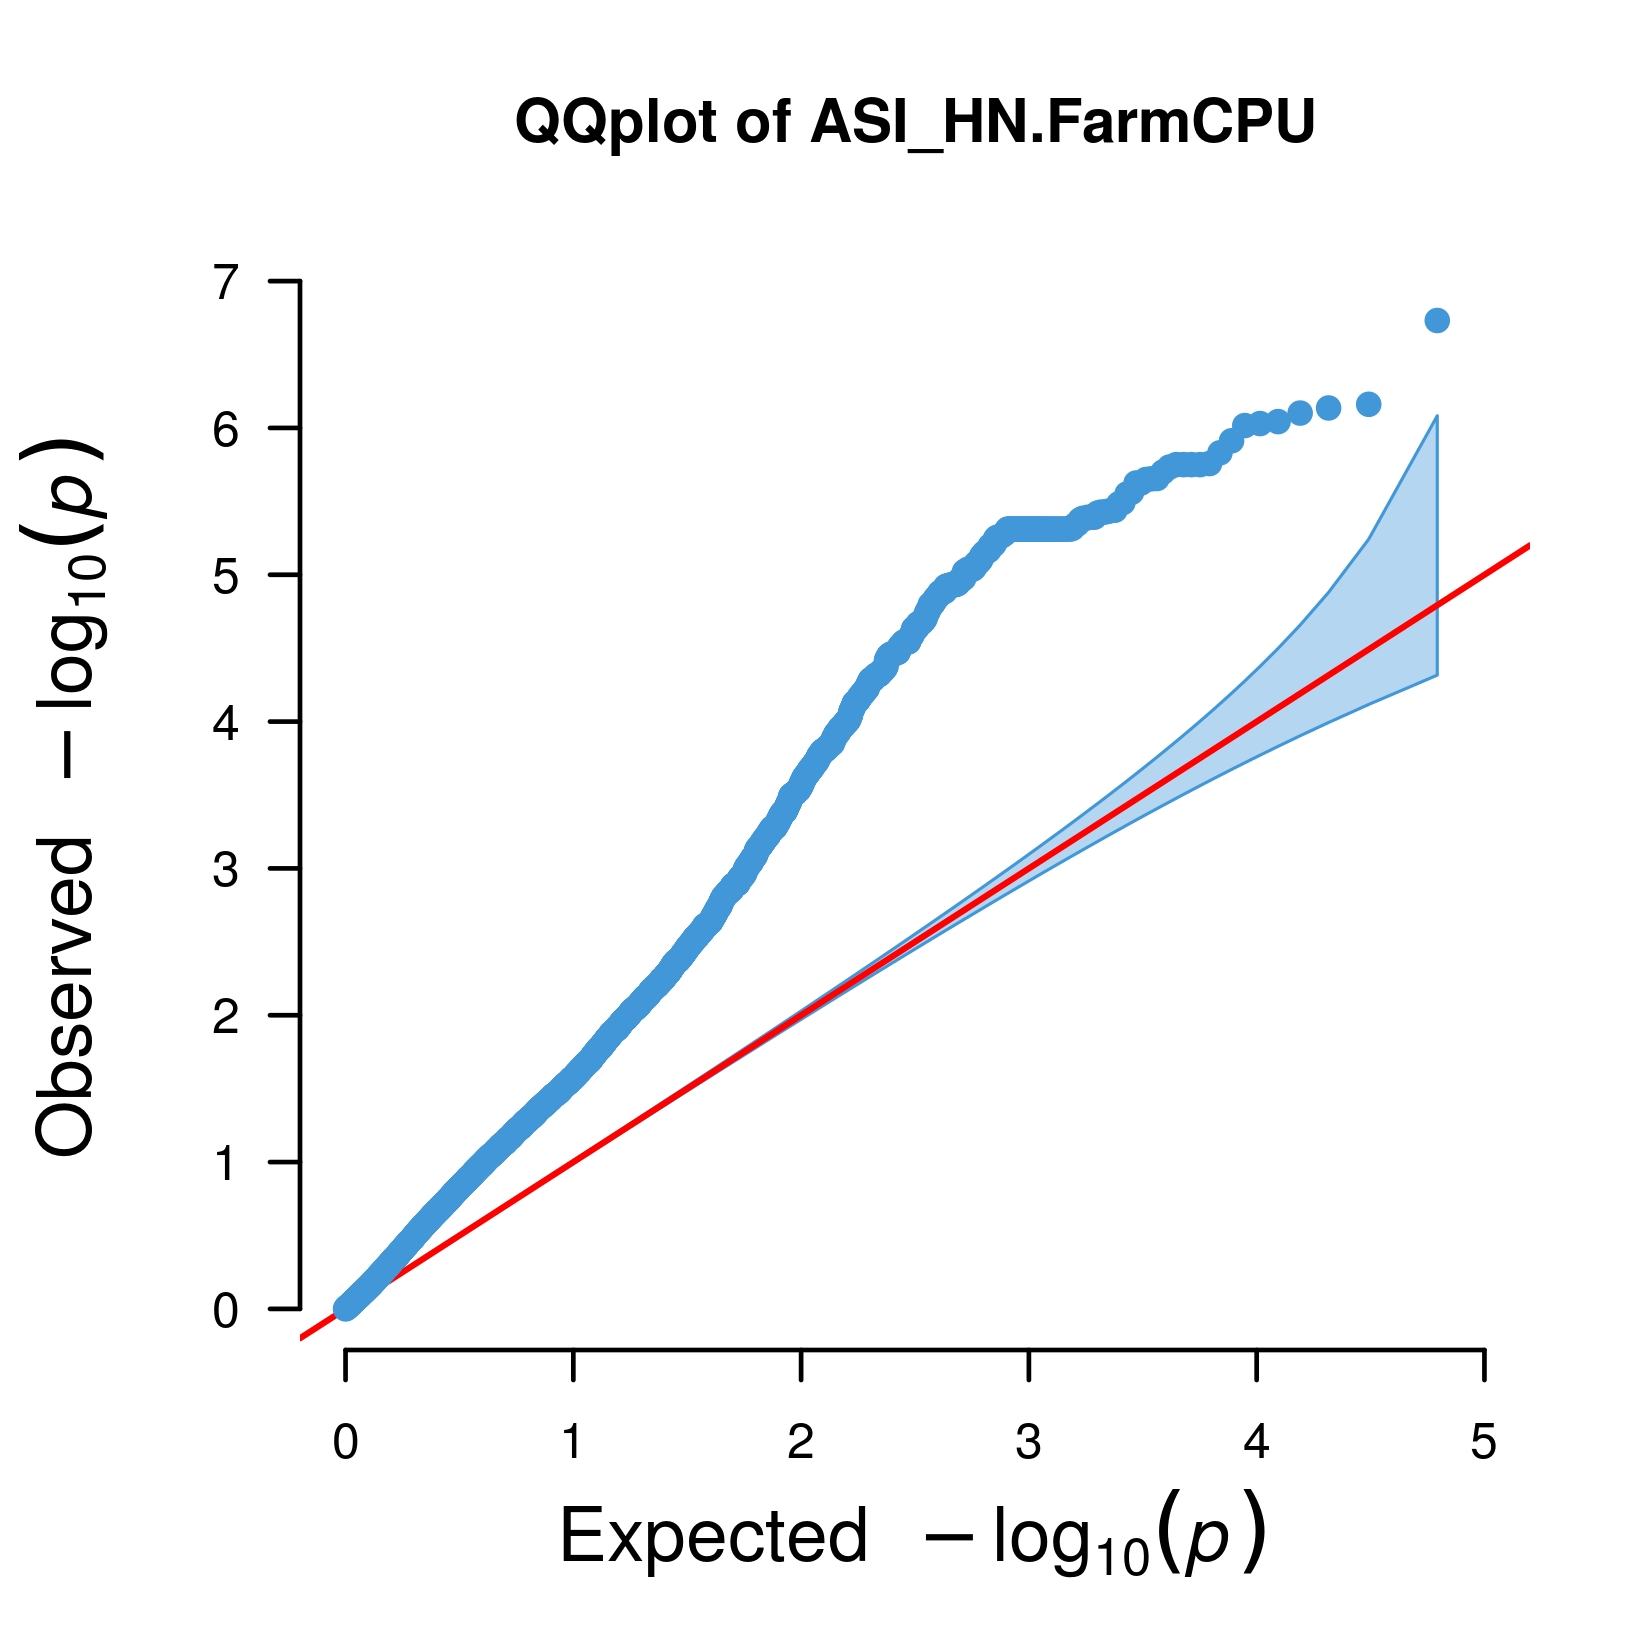 QQplot of ASI_HN.FarmCPU
7
6
5
4
3
2
1
0
Observed −log₁₀(p)
0 1 2 3 4 5
Expected −log₁₀(p)